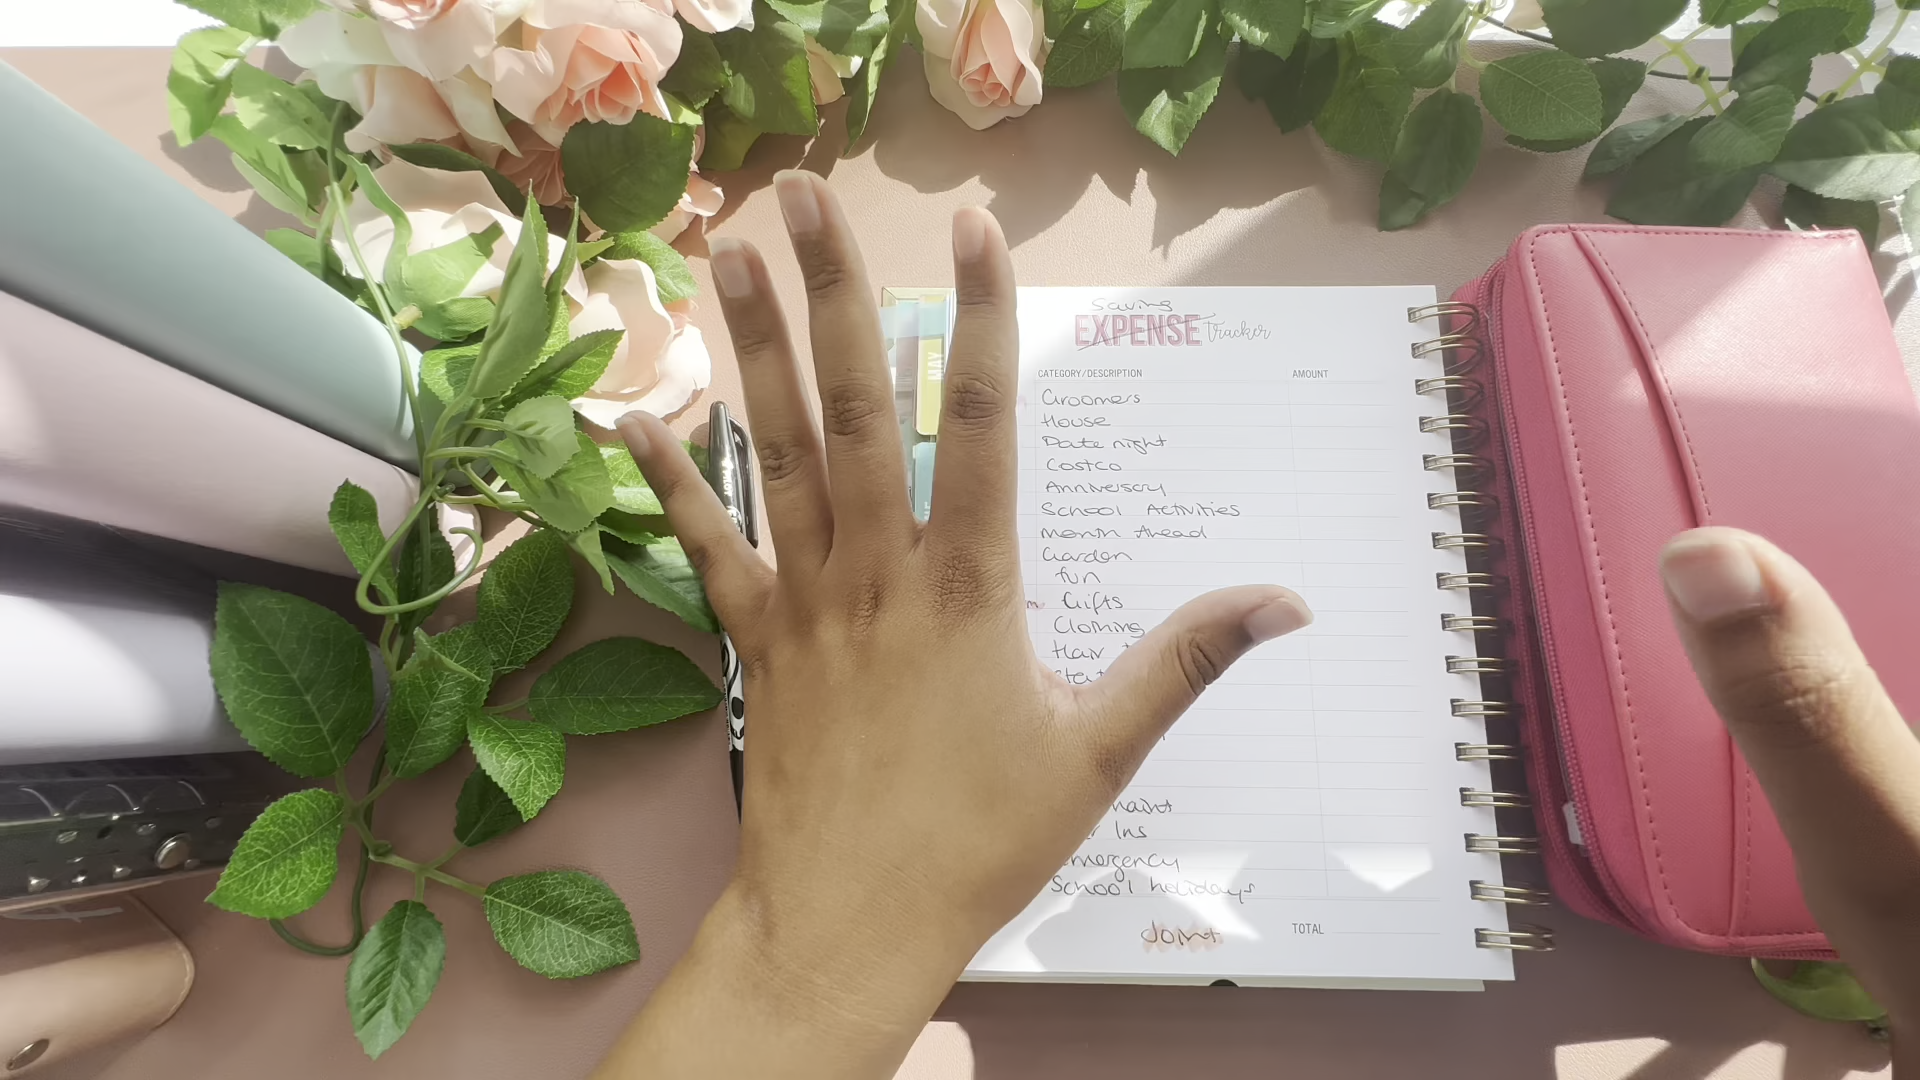 Saving
EXPENSE tracker
CATEGORY/DESCRIPTION AMOUNT
Groomers
House
Date night
Costco
Anniversary
School Activities
Month Ahead
Garden
fun
Gifts
Clothing
Hair
maint
Ins
emergency
School holidays
Joint TOTAL
MAY